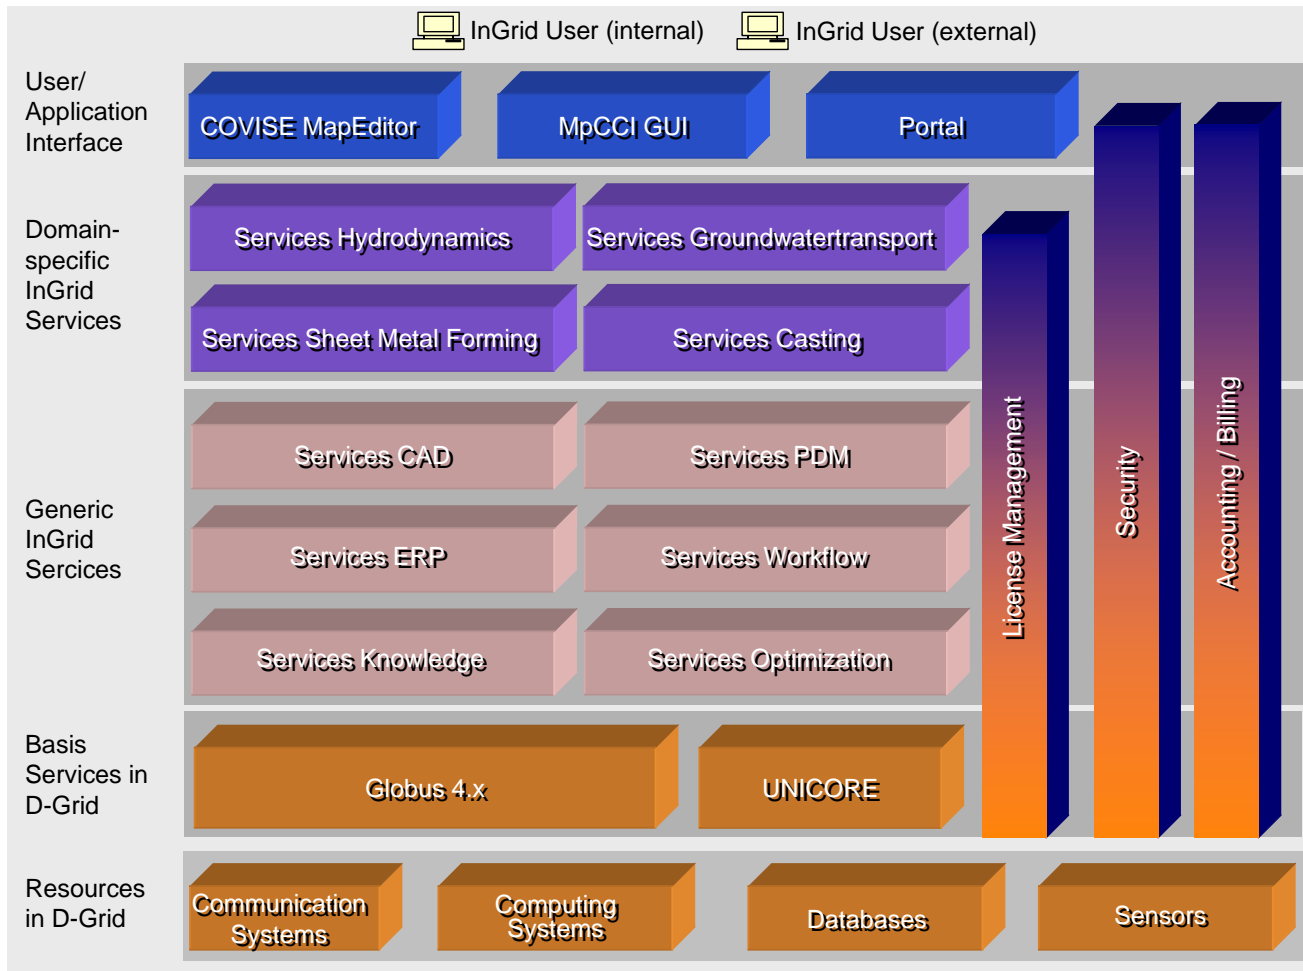 InGrid User (internal)
InGrid User (external)
User/
Application
Interface
COVISE MapEditor
MpCCI GUI
Portal
Domain-
specific
InGrid
Services
Services Hydrodynamics
Services Groundwatertransport
Services Sheet Metal Forming
Services Casting
Generic
InGrid
Sercices
Services CAD
Services PDM
Services ERP
Services Workflow
Services Knowledge
Services Optimization
License Management
Security
Accounting / Billing
Basis
Services in
D-Grid
Globus 4.x
UNICORE
Resources
in D-Grid
Communication
Systems
Computing
Systems
Databases
Sensors